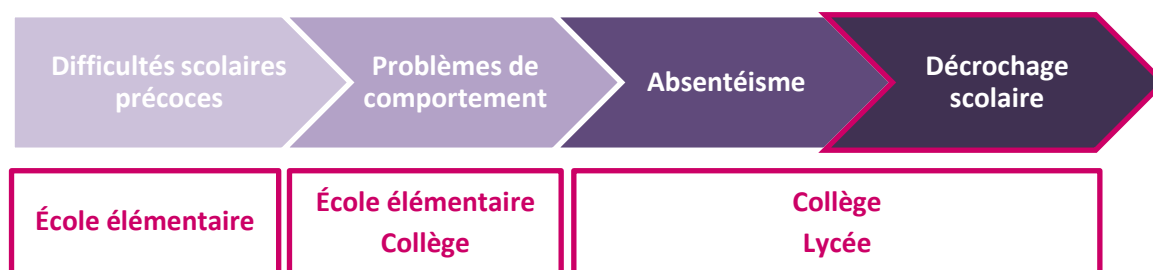 Difficultés scolaires
précoces
Problèmes de
comportement
Absentéisme
Décrochage
scolaire
École élémentaire
École élémentaire
Collège
Collège
Lycée